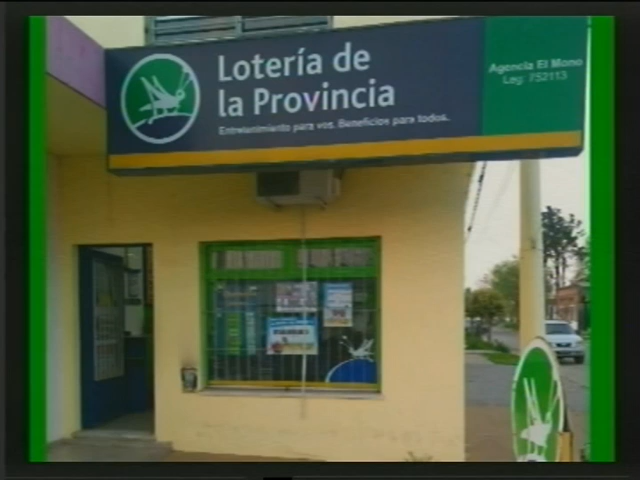 Lotería de
la Provincia
Entretenimiento para vos. Beneficios para todos.
Agencia El Mono
Leg: 752113